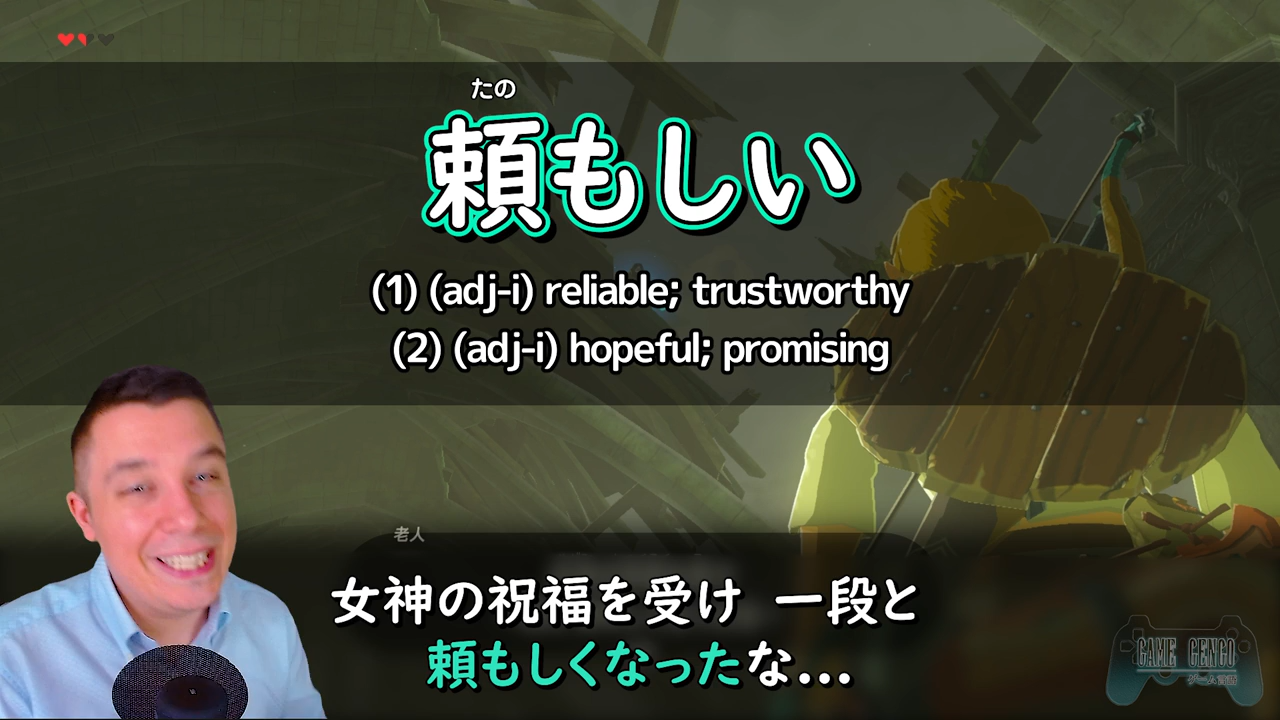 たの
頼もしい
(1) (adj-i) reliable; trustworthy
(2) (adj-i) hopeful; promising
老人
女神の祝福を受け 一段と
頼もしくなったな...
GAME GENGO
ゲーム言語